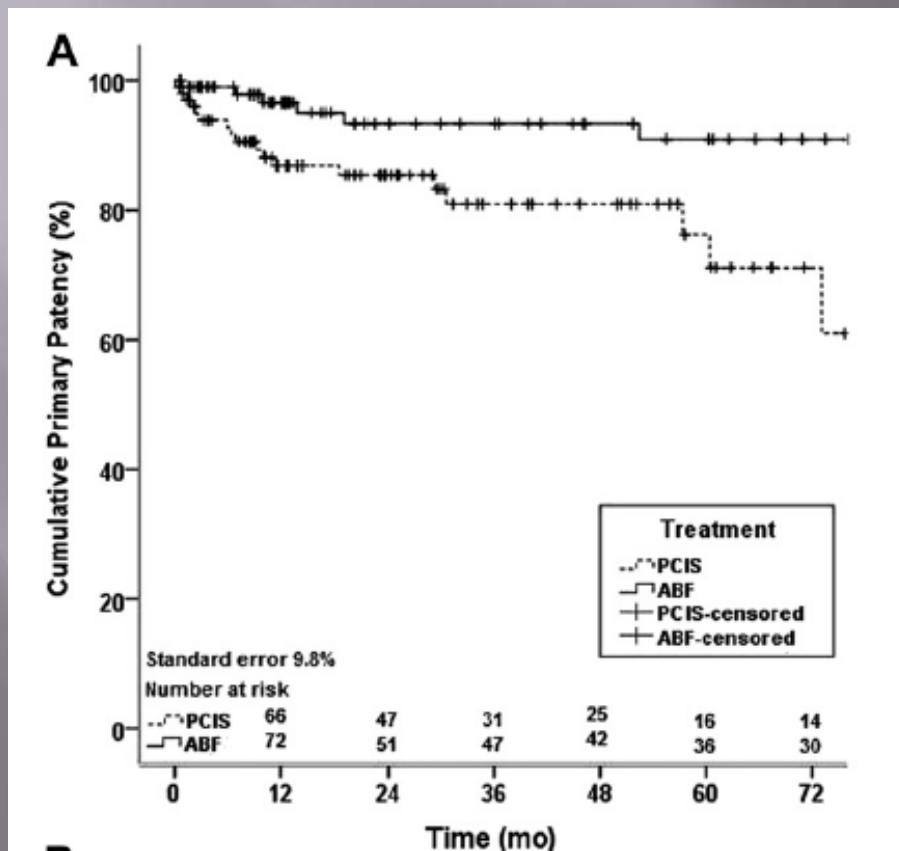 A
100
80
60
40
20
0
Cumulative Primary Patency (%)
Treatment
PCIS
ABF
PCIS-censored
ABF-censored
Standard error 9.8%
Number at risk
PCIS 66 47 31 25 16 14
ABF 72 51 47 42 36 30
0 12 24 36 48 60 72
Time (mo)